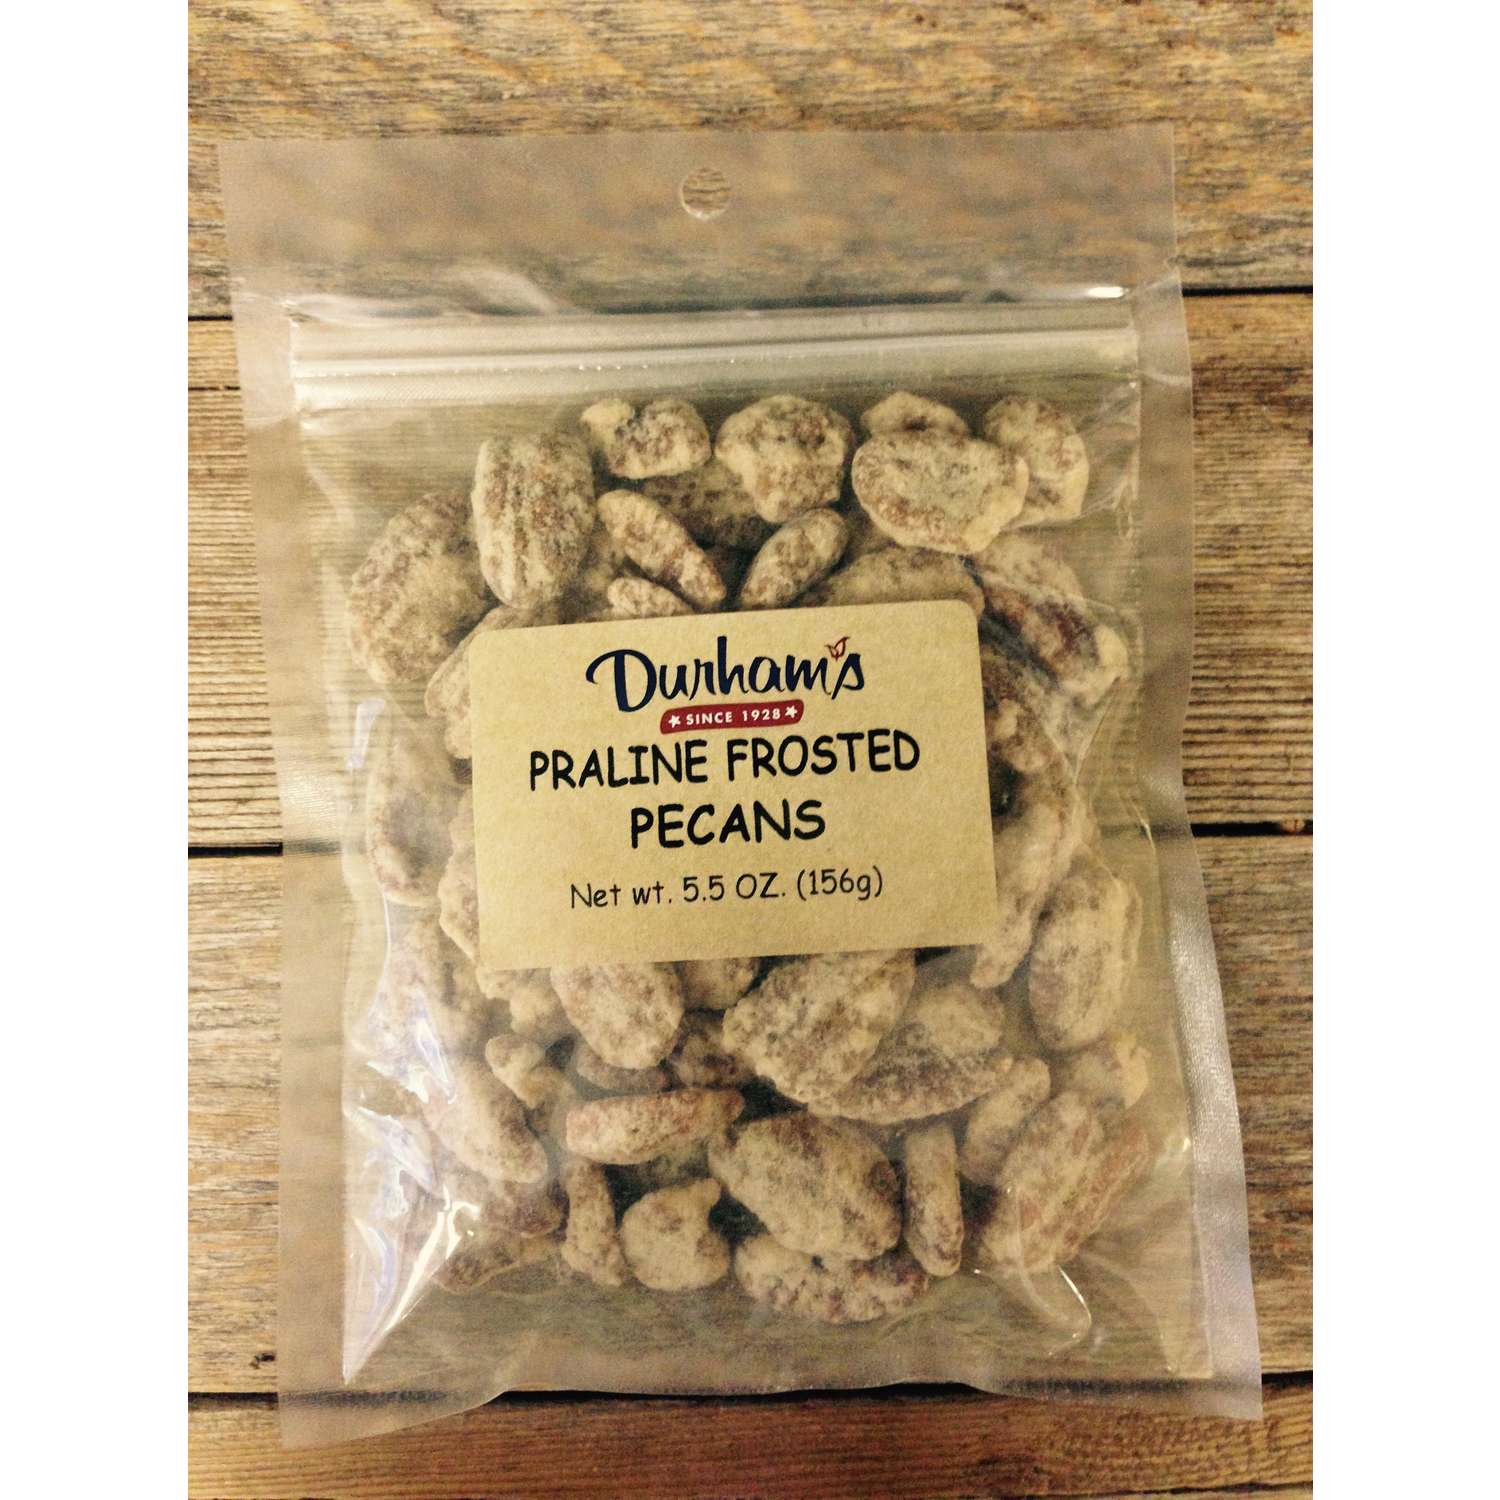 Durham's
SINCE 1928
PRALINE FROSTED
PECANS
Net wt. 5.5 OZ. (156g)